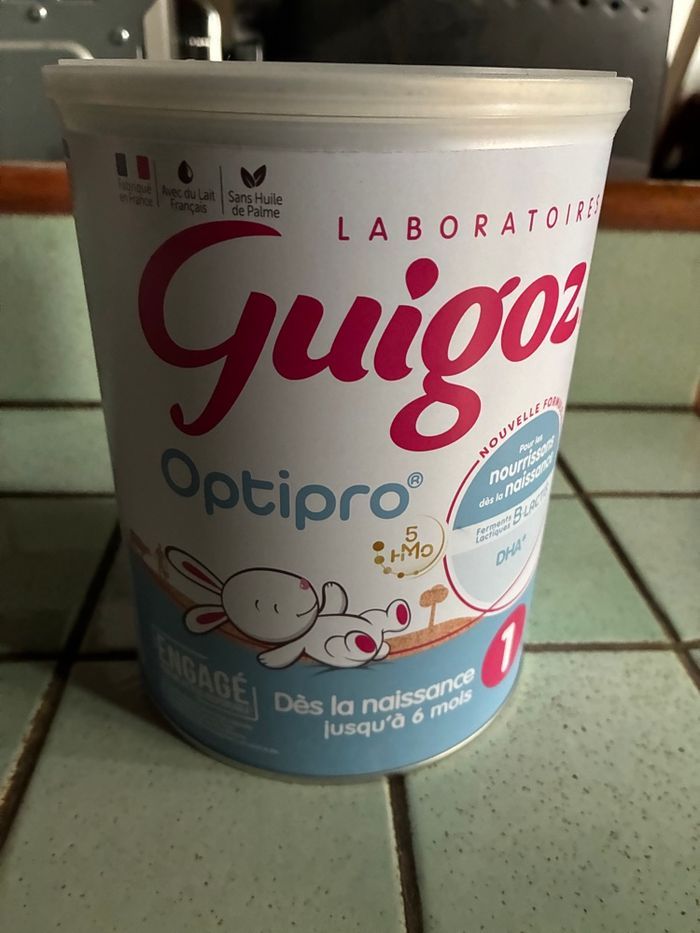 Fabriqué
en France
Avec du Lait
Français
Sans Huile
de Palme
LABORATOIRES
Guigoz
Optipro®
NOUVELLE FORMULE
Pour les
nourrissons
dès la naissance
Ferments
Lactiques
B-LACTIS
DHA*
5
HMO
1
ENGAGÉ
Dès la naissance
jusqu'à 6 mois